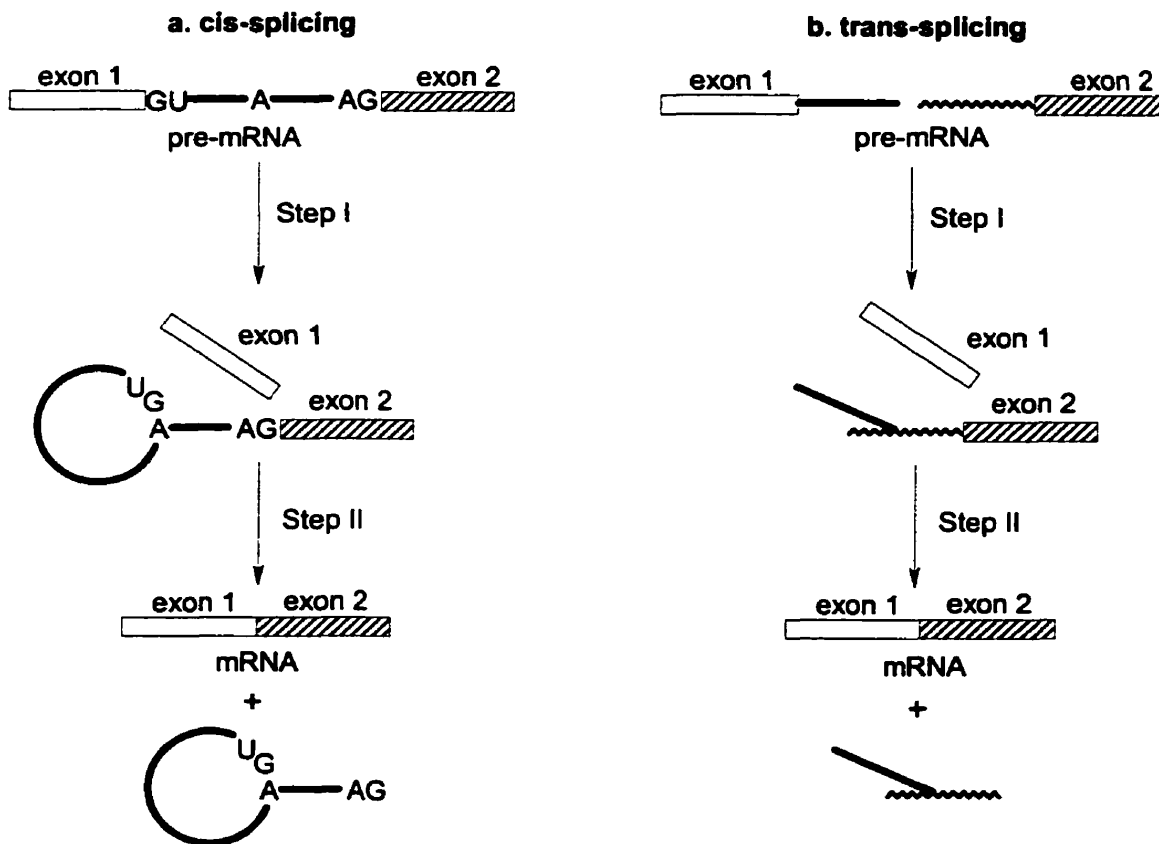 a. cis-splicing
exon 1
GU
A
AG
exon 2
pre-mRNA
Step I
exon 1
U
G
A
AG
exon 2
Step II
exon 1
exon 2
mRNA
+
U
G
A
AG
b. trans-splicing
exon 1
exon 2
pre-mRNA
Step I
exon 1
exon 2
Step II
exon 1
exon 2
mRNA
+